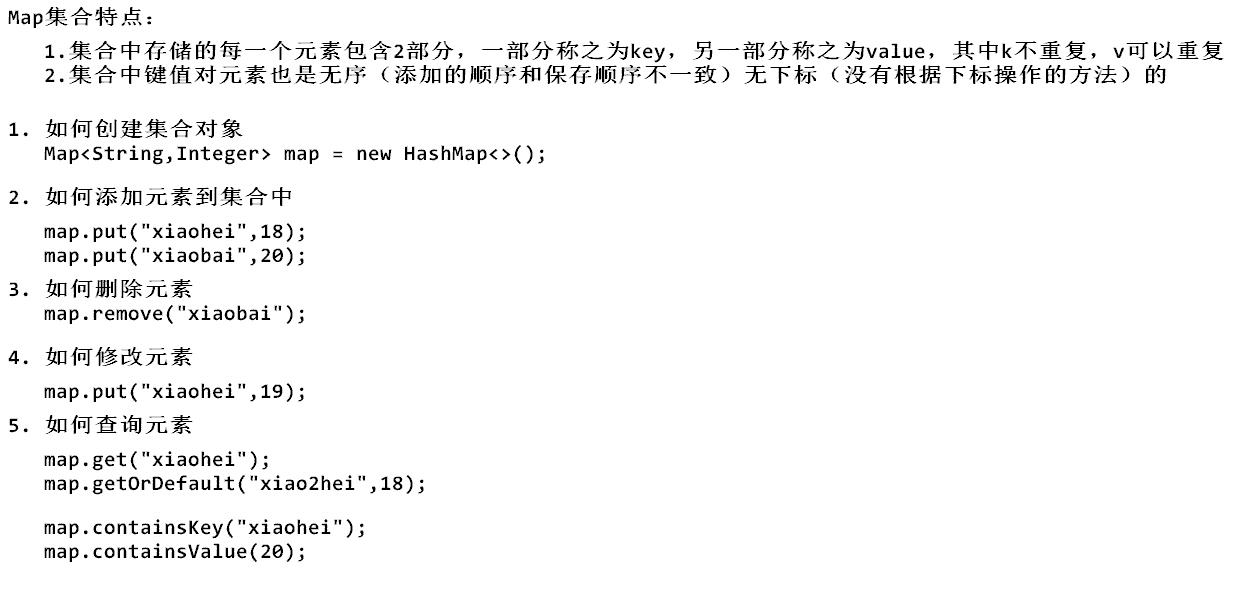 Map集合特点：
1.集合中存储的每一个元素包含2部分，一部分称之为key，另一部分称之为value，其中k不重复，v可以重复
2.集合中键值对元素也是无序（添加的顺序和保存顺序不一致）无下标（没有根据下标操作的方法）的
1. 如何创建集合对象
Map<String,Integer> map = new HashMap<>();
2. 如何添加元素到集合中
map.put("xiaohei",18);
map.put("xiaobai",20);
3. 如何删除元素
map.remove("xiaobai");
4. 如何修改元素
map.put("xiaohei",19);
5. 如何查询元素
map.get("xiaohei");
map.getOrDefault("xiao2hei",18);
map.containsKey("xiaohei");
map.containsValue(20);